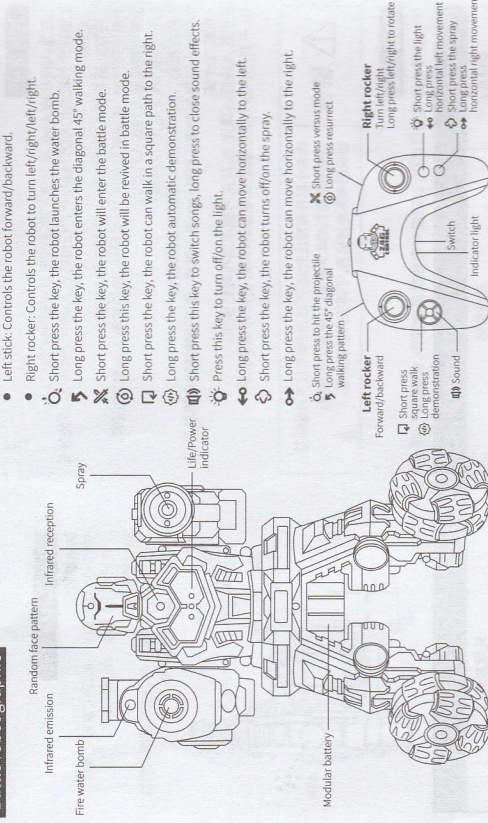 Random face pattern
Infrared reception
Spray
Infrared emission
Fire water bomb
Life/Power
indicator
Modular battery
● Left stick: Controls the robot forward/backward.
● Right rocker: Controls the robot to turn left/right/left/right.
Short press the key, the robot launches the water bomb.
Long press the key, the robot enters the diagonal 45° walking mode.
Short press the key, the robot will enter the battle mode.
Long press this key, the robot will be revived in battle mode.
Short press the key, the robot can walk in a square path to the right.
Long press the key, the robot automatic demonstration.
Short press this key to switch songs, long press to close sound effects.
Press this key to turn off/on the light.
Long press the key, the robot can move horizontally to the left.
Short press the key, the robot turns off/on the spray.
Long press the key, the robot can move horizontally to the right.
Short press to hit the projectile
Long press the 45° diagonal
walking pattern
Short press versus mode
Long press resurrect
Left rocker
Forward/backward
Short press
square walk
Long press
demonstration
Sound
Right rocker
Turn left/right
Long press left/right to rotate
Short press the light
Long press
horizontal left movement
Short press the spray
Long press
horizontal right movement
Switch
Indicator light